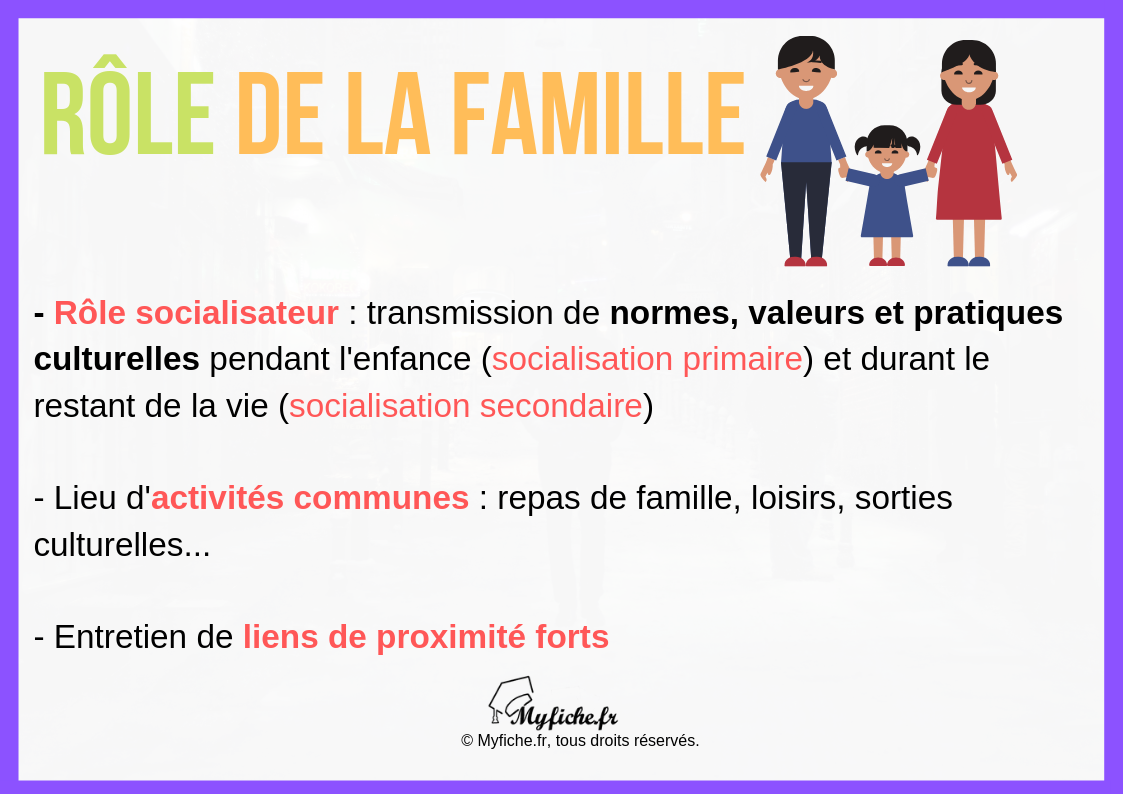 RÔLE DE LA FAMILLE
- Rôle socialisateur : transmission de normes, valeurs et pratiques
culturelles pendant l'enfance (socialisation primaire) et durant le
restant de la vie (socialisation secondaire)
- Lieu d'activités communes : repas de famille, loisirs, sorties
culturelles...
- Entretien de liens de proximité forts
Myfiche.fr
© Myfiche.fr, tous droits réservés.